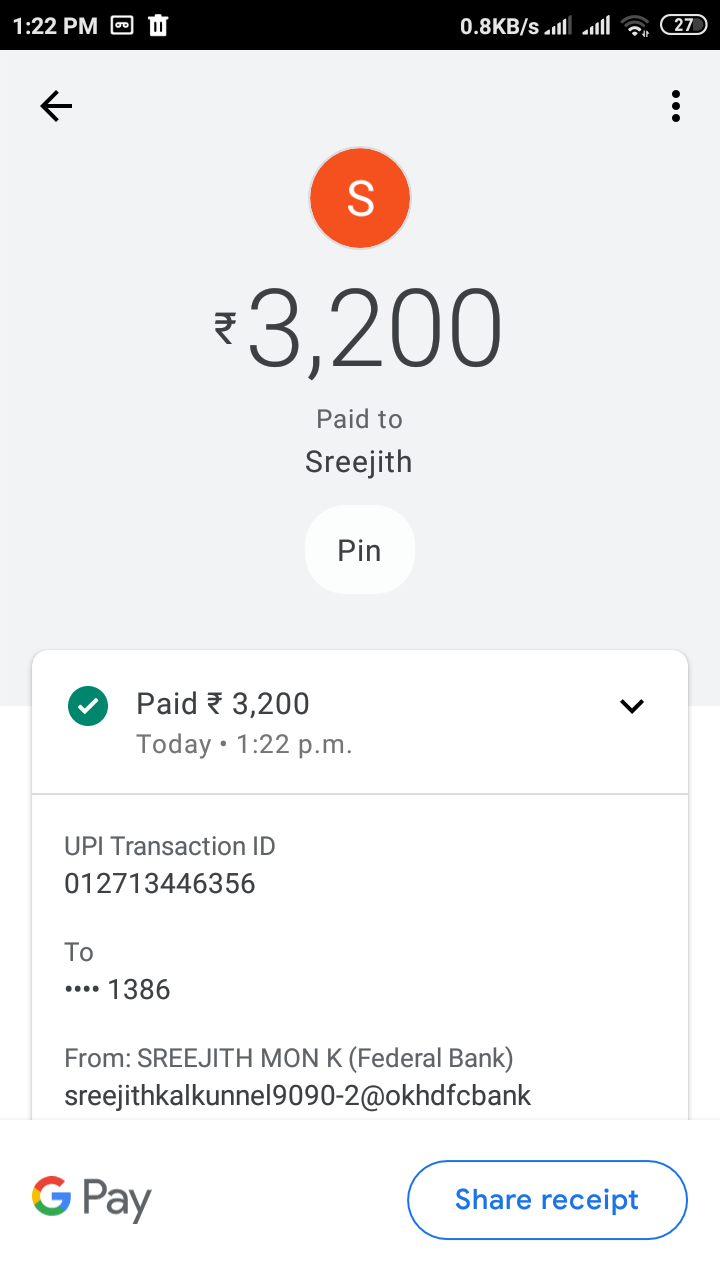 1:22 PM 0.8KB/s 27
S
₹3,200
Paid to
Sreejith
Pin
Paid ₹ 3,200
Today • 1:22 p.m.
UPI Transaction ID
012713446356
To
•••• 1386
From: SREEJITH MON K (Federal Bank)
sreejithkalkunnel9090-2@okhdfcbank
G Pay
Share receipt